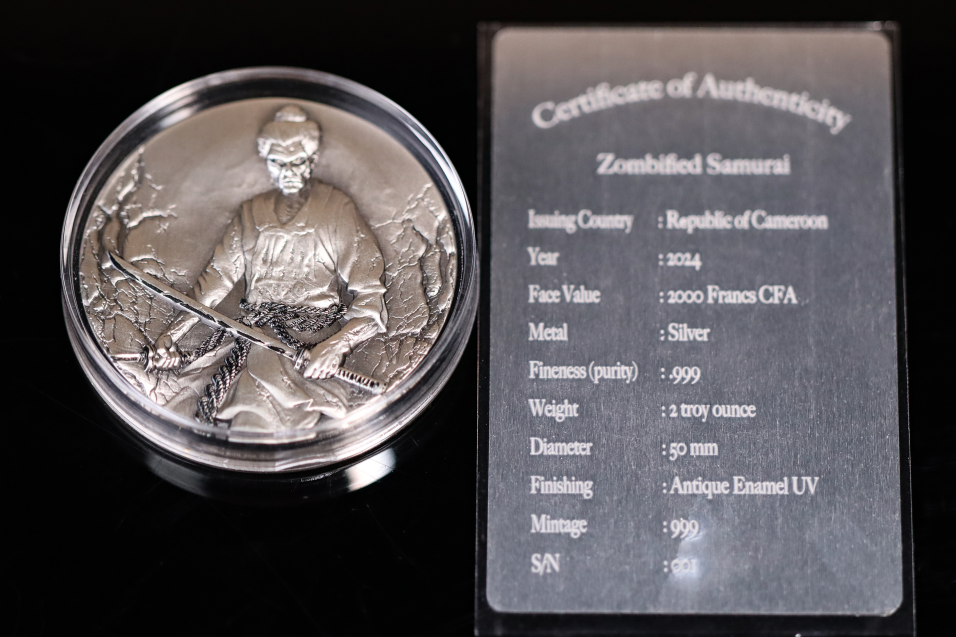 Certificate of Authenticity
Zombified Samurai
Issuing Country : Republic of Cameroon
Year : 2024
Face Value : 2000 Francs CFA
Metal : Silver
Fineness (purity) : .999
Weight : 2 troy ounce
Diameter : 50 mm
Finishing : Antique Enamel UV
Mintage : 999
S/N : 001